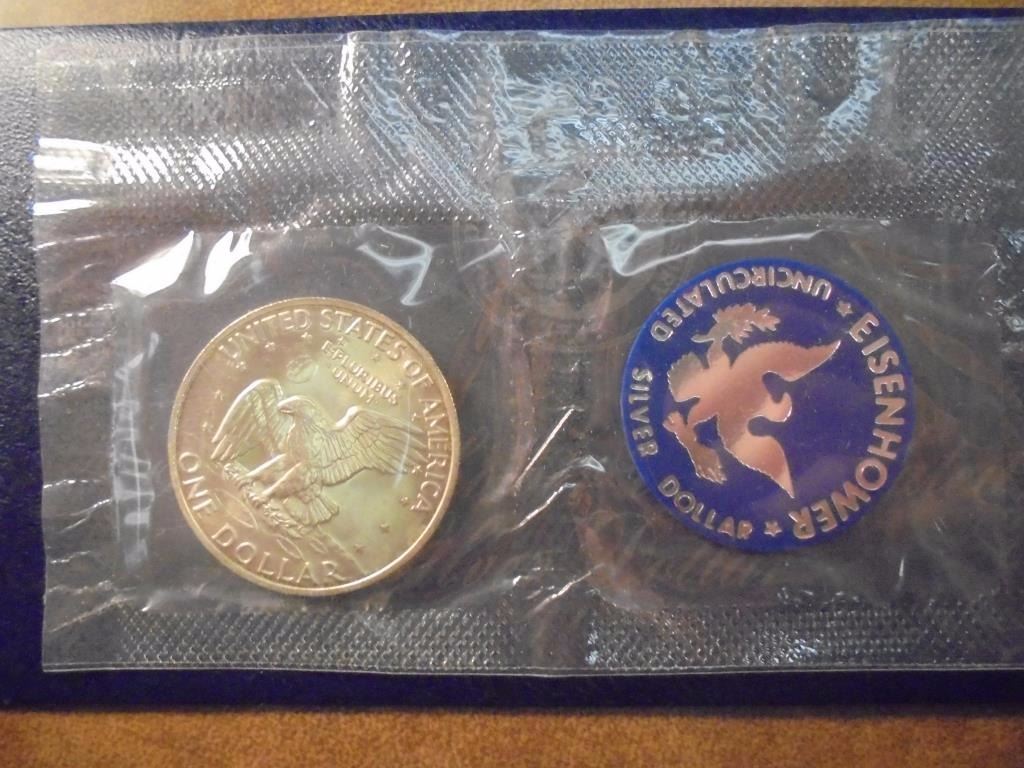 UNITED STATES OF AMERICA
E PLURIBUS
UNUM
ONE DOLLAR
EISENHOWER
UNCIRCULATED
SILVER
DOLLAR